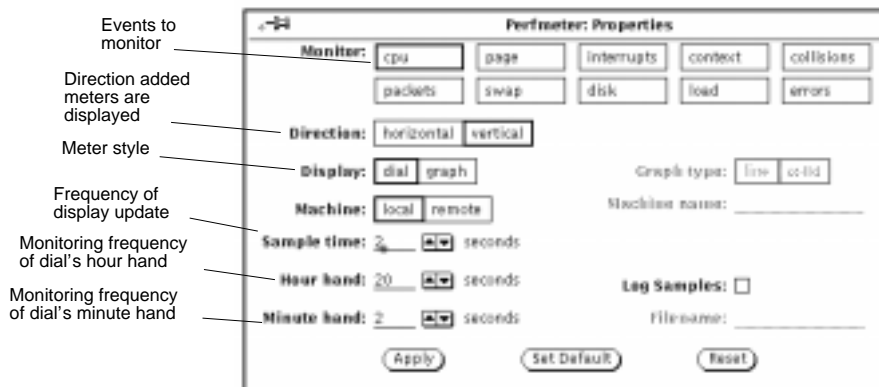 Events to
monitor
Direction added
meters are
displayed
Meter style
Frequency of
display update
Monitoring frequency
of dial's hour hand
Monitoring frequency
of dial's minute hand
Perfmeter: Properties
Monitor: cpu page interrupts context collisions
packets swap disk load errors
Direction: horizontal vertical
Display: dial graph Graph type: line solid
Machine: local remote Machine name:
Sample time: 2 seconds
Hour hand: 20 seconds Log Samples:
Minute hand: 2 seconds Filename:
Apply Set Default Reset